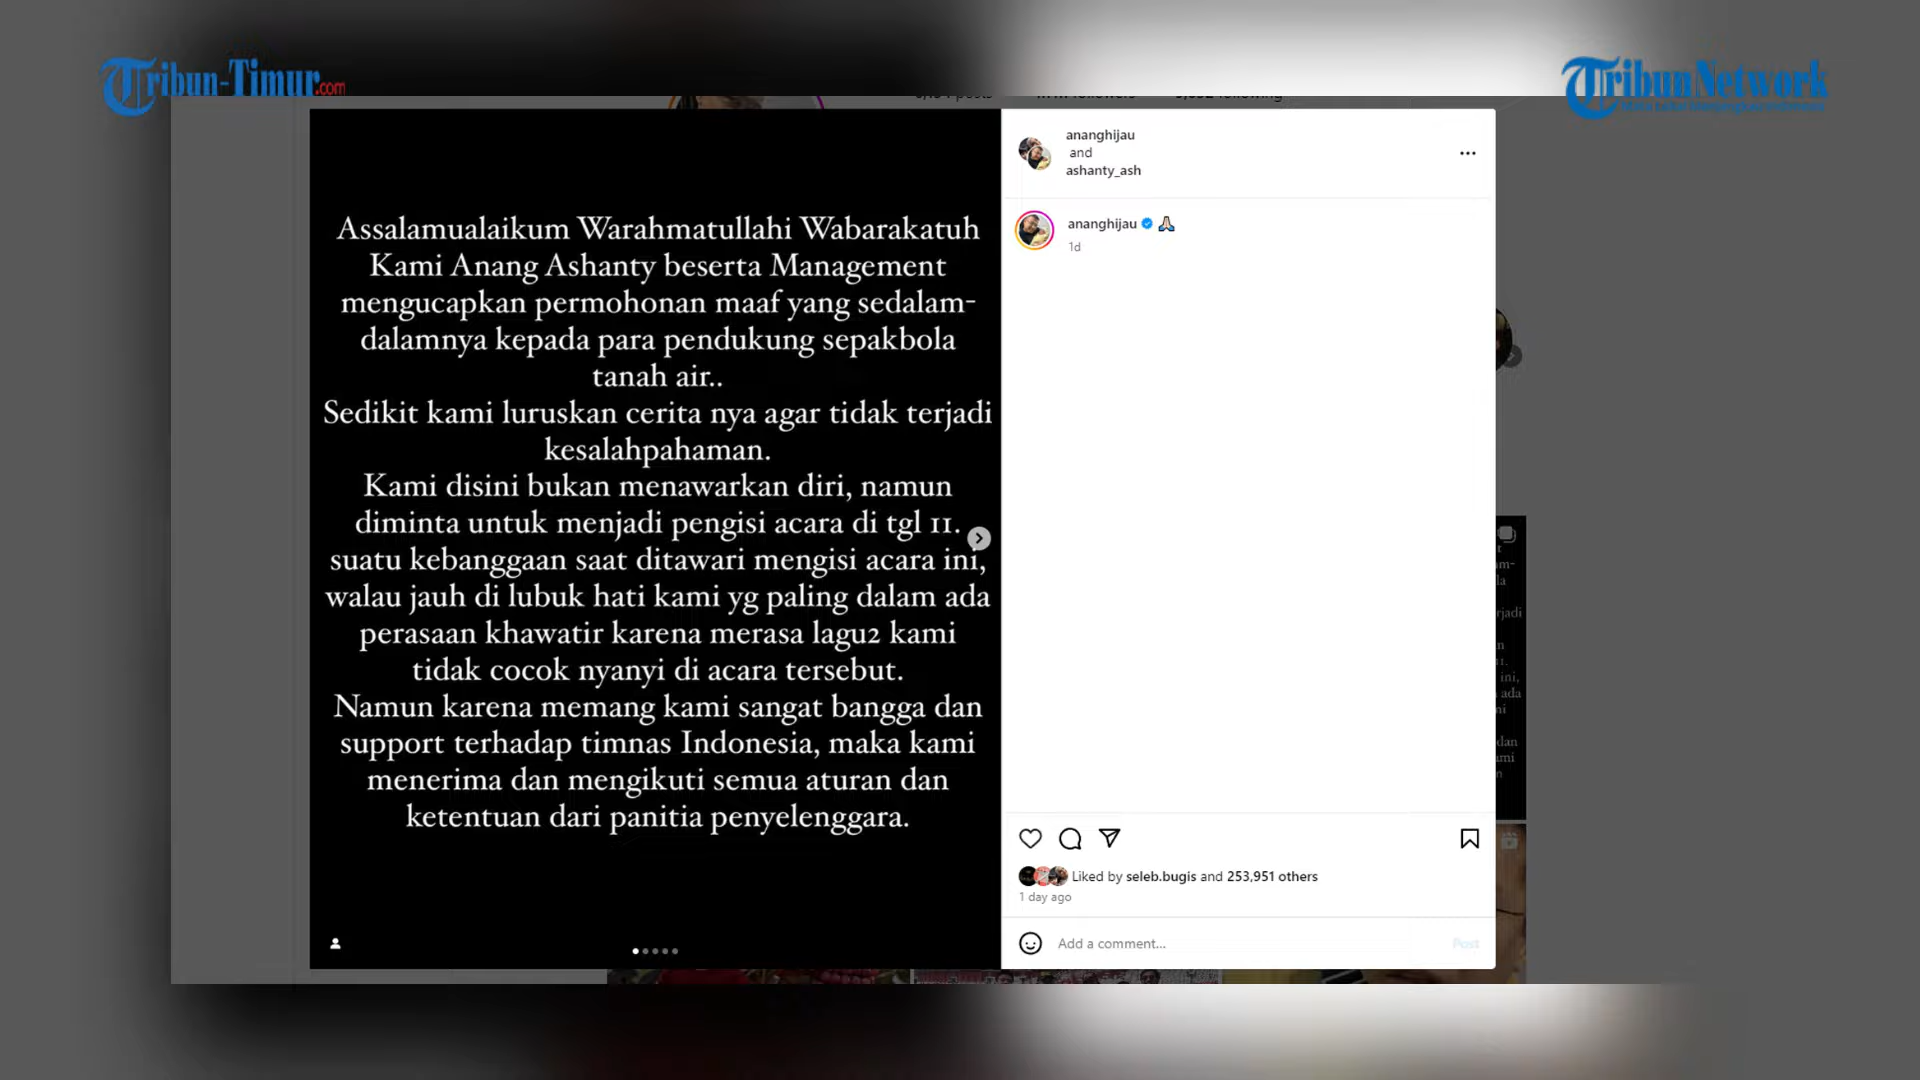 Tribun-Timur.com
TribunNetwork
following
ananghijau
and
ashanty_ash
ananghijau
1d
Assalamualaikum Warahmatullahi Wabarakatuh
Kami Anang Ashanty beserta Management
mengucapkan permohonan maaf yang sedalam-
dalamnya kepada para pendukung sepakbola
tanah air..
Sedikit kami luruskan cerita nya agar tidak terjadi
kesalahpahaman.
Kami disini bukan menawarkan diri, namun
diminta untuk menjadi pengisi acara di tgl 11.
suatu kebanggaan saat ditawari mengisi acara ini,
walau jauh di lubuk hati kami yg paling dalam ada
perasaan khawatir karena merasa lagu2 kami
tidak cocok nyanyi di acara tersebut.
Namun karena memang kami sangat bangga dan
support terhadap timnas Indonesia, maka kami
menerima dan mengikuti semua aturan dan
ketentuan dari panitia penyelenggara.
Liked by seleb.bugis and 253,951 others
1 day ago
Add a comment...
Post